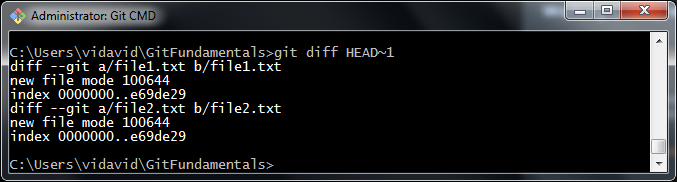 Administrator: Git CMD
C:\Users\vidavid\GitFundamentals>git diff HEAD~1
diff --git a/file1.txt b/file1.txt
new file mode 100644
index 0000000..e69de29
diff --git a/file2.txt b/file2.txt
new file mode 100644
index 0000000..e69de29
C:\Users\vidavid\GitFundamentals>